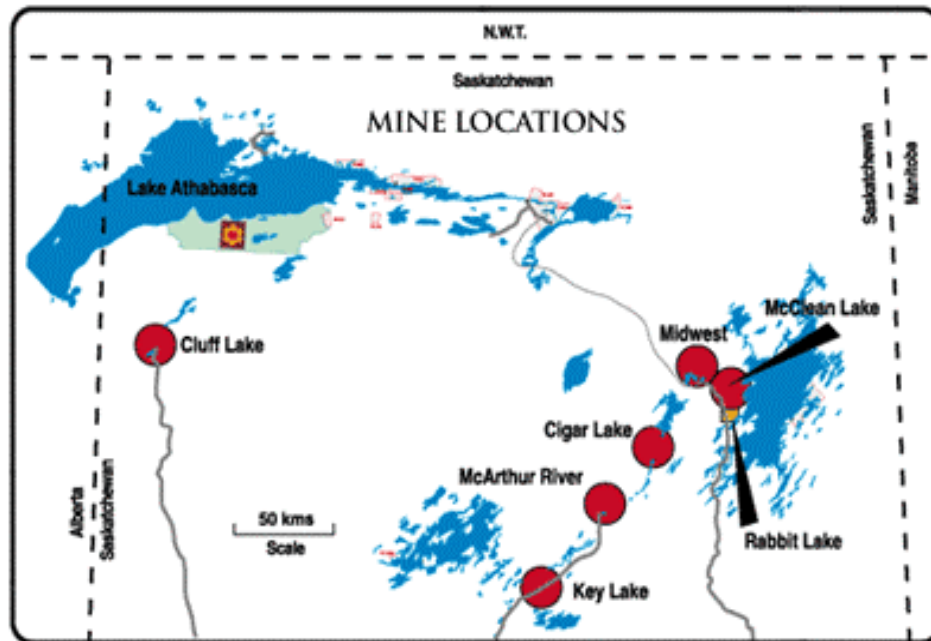 N.W.T.
Saskatchewan
MINE LOCATIONS
Saskatchewan
Manitoba
Lake Athabasca
McClean Lake
Midwest
Cluff Lake
Cigar Lake
McArthur River
Alberta
Saskatchewan
50 kms
Scale
Rabbit Lake
Key Lake